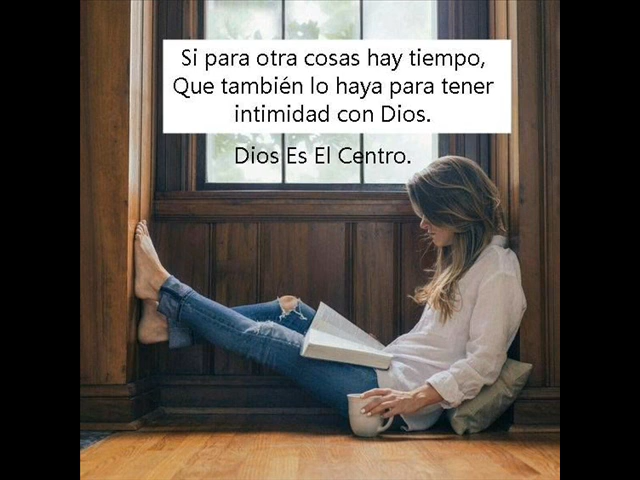 Si para otra cosas hay tiempo,
Que también lo haya para tener
intimidad con Dios.
Dios Es El Centro.